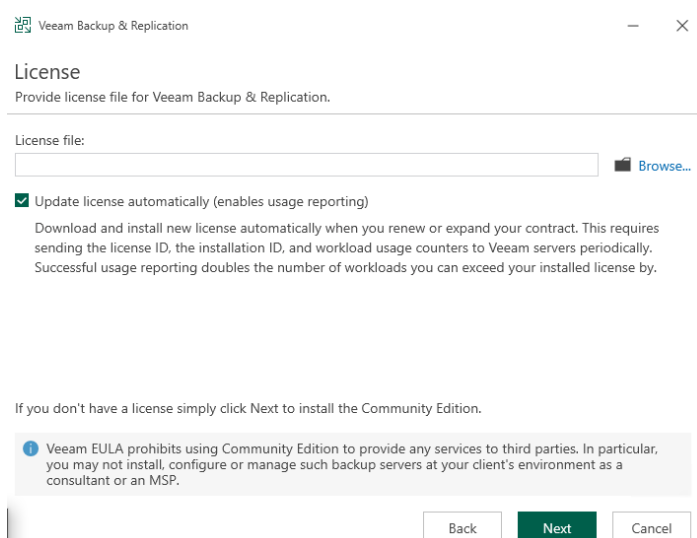 Veeam Backup & Replication
License
Provide license file for Veeam Backup & Replication.
License file:
Browse...
Update license automatically (enables usage reporting)
Download and install new license automatically when you renew or expand your contract. This requires
sending the license ID, the installation ID, and workload usage counters to Veeam servers periodically.
Successful usage reporting doubles the number of workloads you can exceed your installed license by.
If you don't have a license simply click Next to install the Community Edition.
Veeam EULA prohibits using Community Edition to provide any services to third parties. In particular,
you may not install, configure or manage such backup servers at your client's environment as a
consultant or an MSP.
Back Next Cancel